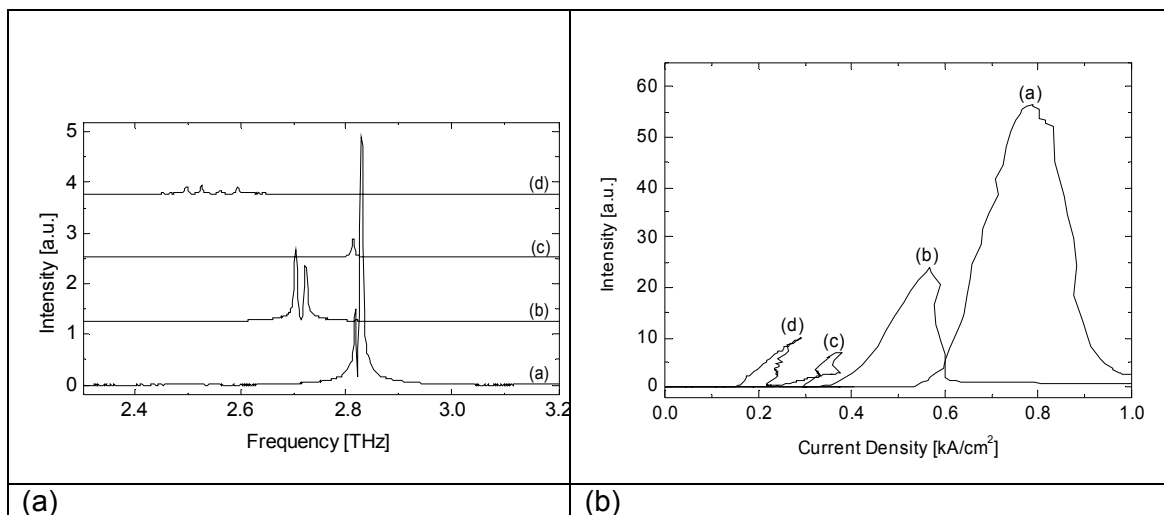 5
4
3
2
1
0
Intensity [a.u.]
(d)
(c)
(b)
(a)
2.4 2.6 2.8 3.0 3.2
Frequency [THz]
60
50
40
30
20
10
0
Intensity [a.u.]
(a)
(b)
(d)
(c)
0.0 0.2 0.4 0.6 0.8 1.0
Current Density [kA/cm²]
(a) (b)